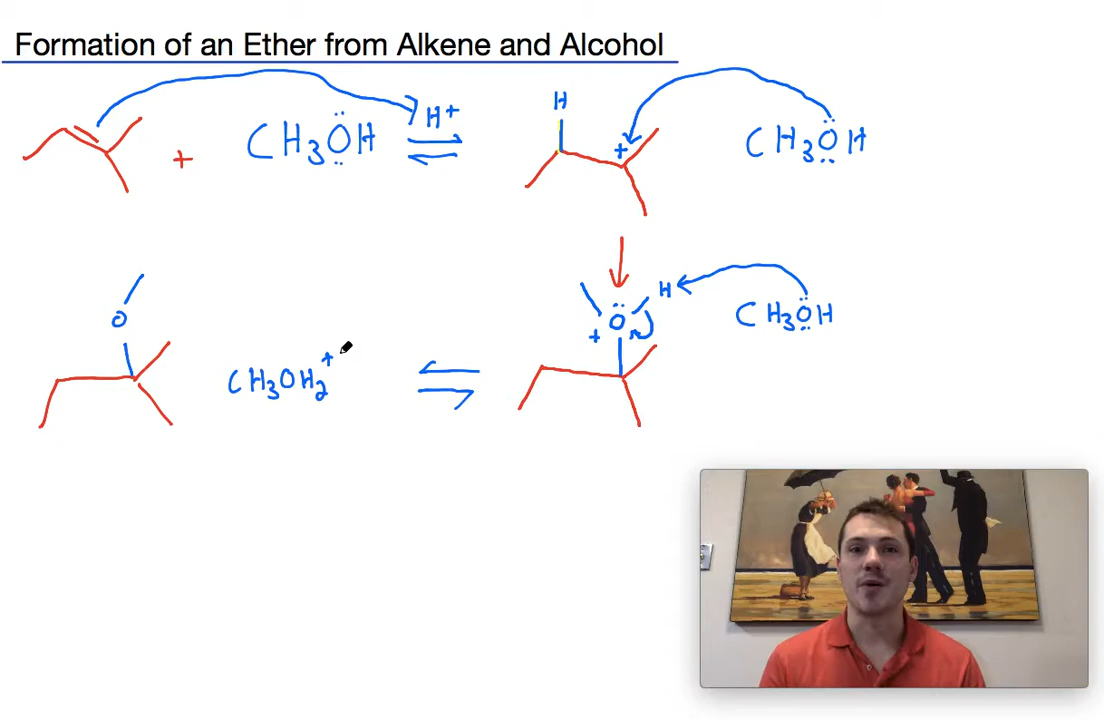 Formation of an Ether from Alkene and Alcohol
+ CH₃ÖH H+
H
+
CH₃ÖH
H
Ö
+
CH₃ÖH
O
CH₃OH₂⁺